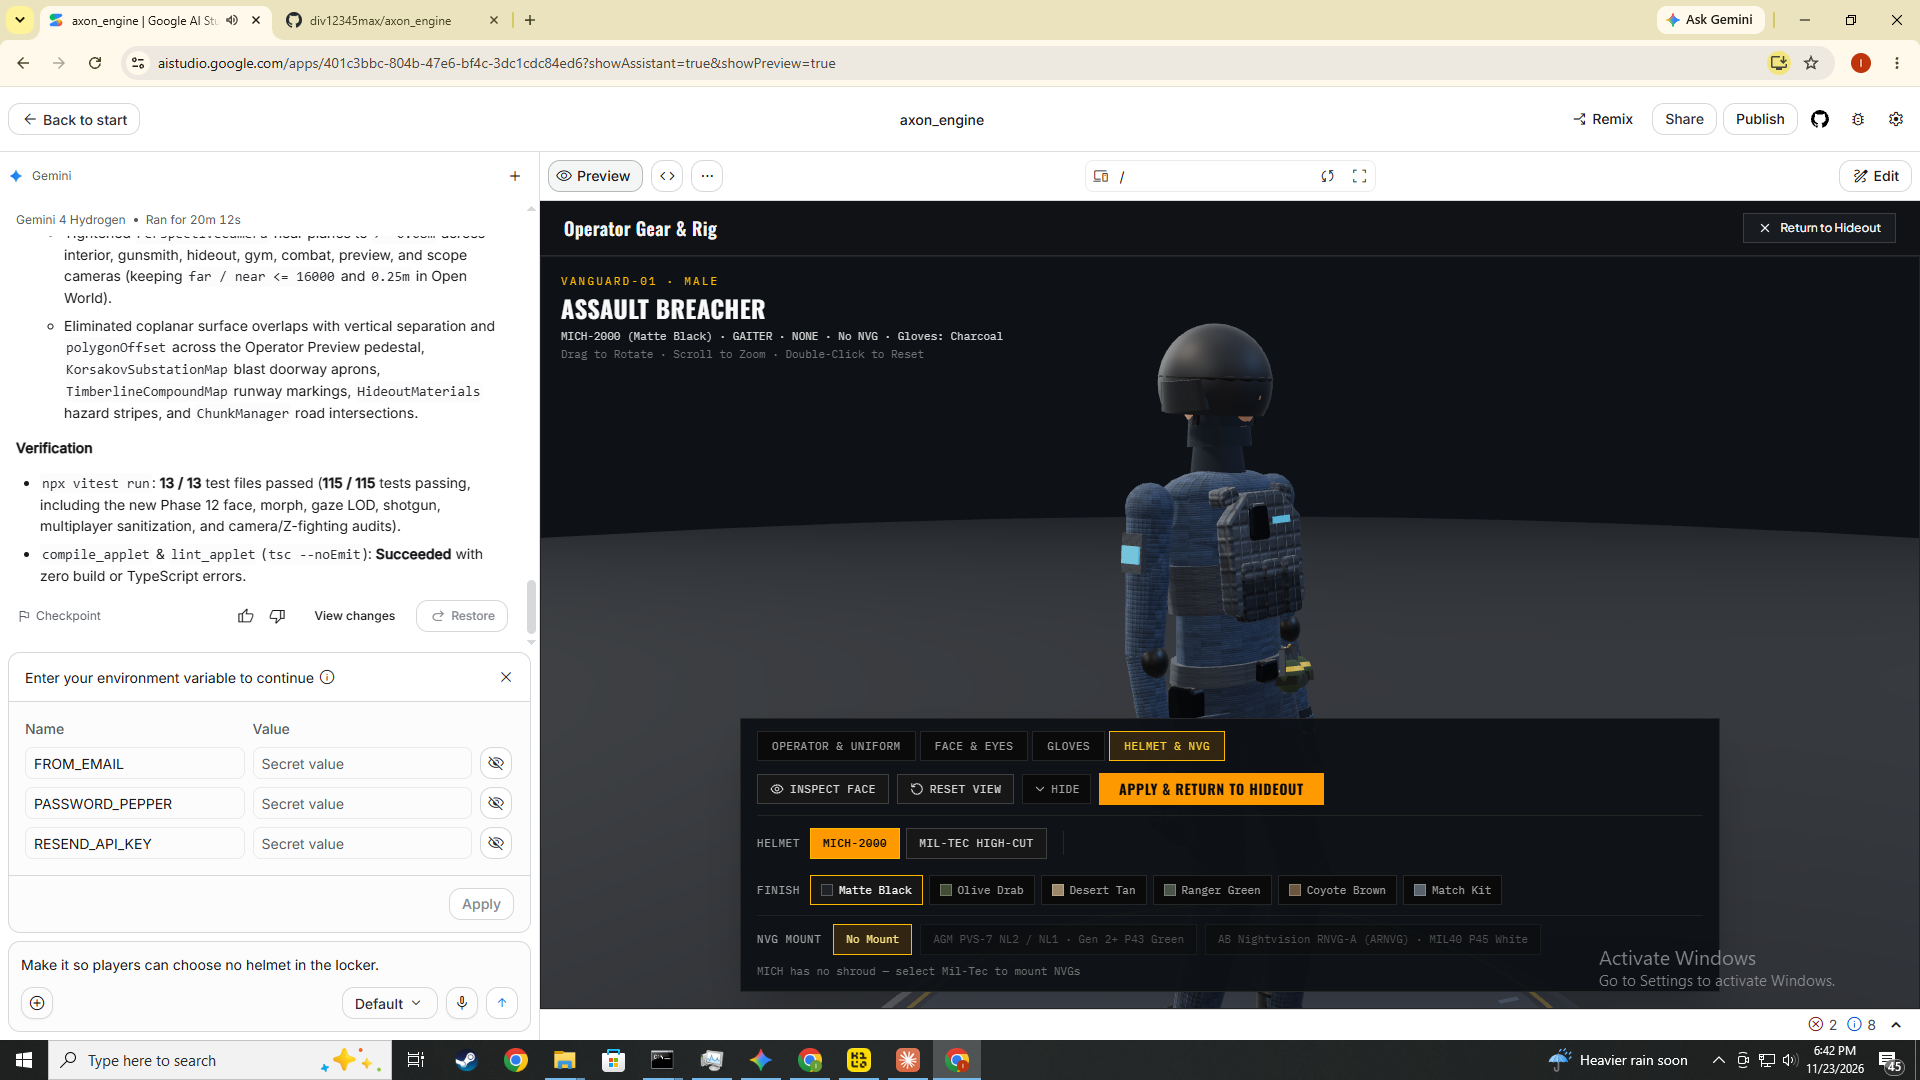 axon_engine | Google AI Stu
div12345max/axon_engine
Ask Gemini
aistudio.google.com/apps/401c3bbc-804b-47e6-bf4c-3dc1cdc84ed6?showAssistant=true&showPreview=true
I
Back to start
axon_engine
Remix
Share
Publish
Gemini
Preview
/
Edit
Gemini 4 Hydrogen • Ran for 20m 12s
interior, gunsmith, hideout, gym, combat, preview, and scope
cameras (keeping far / near <= 16000 and 0.25m in Open
World).
Eliminated coplanar surface overlaps with vertical separation and
polygonOffset across the Operator Preview pedestal,
KorsakovSubstationMap blast doorway aprons,
TimberlineCompoundMap runway markings, HideoutMaterials
hazard stripes, and ChunkManager road intersections.
Verification
npx vitest run: 13 / 13 test files passed (115 / 115 tests passing,
including the new Phase 12 face, morph, gaze LOD, shotgun,
multiplayer sanitization, and camera/Z-fighting audits).
compile_applet & lint_applet (tsc --noEmit): Succeeded with
zero build or TypeScript errors.
Checkpoint
View changes
Restore
Enter your environment variable to continue
Name
Value
FROM_EMAIL
Secret value
PASSWORD_PEPPER
Secret value
RESEND_API_KEY
Secret value
Apply
Make it so players can choose no helmet in the locker.
Default
Operator Gear & Rig
Return to Hideout
VANGUARD-01 · MALE
ASSAULT BREACHER
MICH-2000 (Matte Black) · GAITER · NONE · No NVG · Gloves: Charcoal
Drag to Rotate · Scroll to Zoom · Double-Click to Reset
OPERATOR & UNIFORM
FACE & EYES
GLOVES
HELMET & NVG
INSPECT FACE
RESET VIEW
HIDE
APPLY & RETURN TO HIDEOUT
HELMET
MICH-2000
MIL-TEC HIGH-CUT
FINISH
Matte Black
Olive Drab
Desert Tan
Ranger Green
Coyote Brown
Match Kit
NVG MOUNT
No Mount
AGM PVS-7 NL2 / NL1 · Gen 2+ P43 Green
AB Nightvision RNVG-A (ARNVG) · MIL40 P45 White
MICH has no shroud — select Mil-Tec to mount NVGs
Activate Windows
Go to Settings to activate Windows.
2
8
Type here to search
Heavier rain soon
6:42 PM
11/23/2026
45